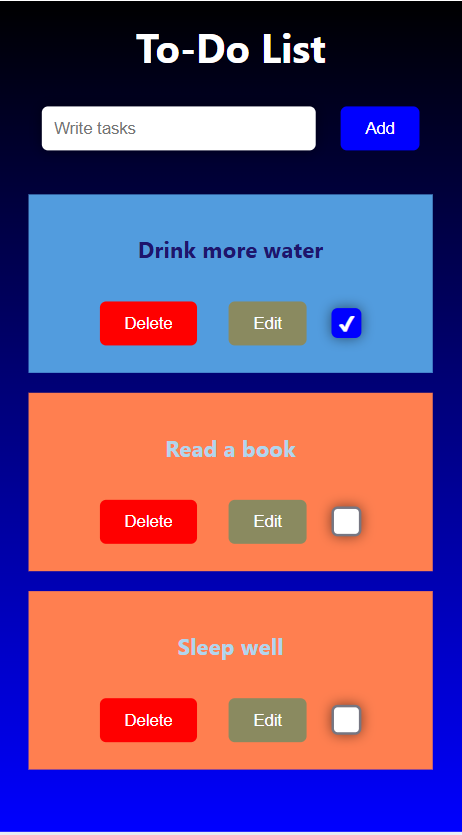 To-Do List
Write tasks Add
Drink more water
Delete Edit
Read a book
Delete Edit
Sleep well
Delete Edit